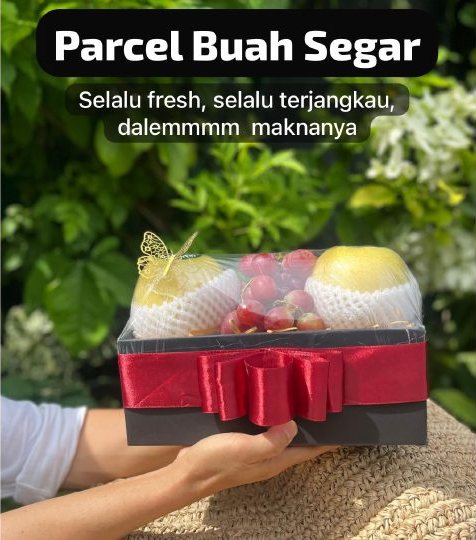 Parcel Buah Segar
Selalu fresh, selalu terjangkau,
dalemmmm maknanya